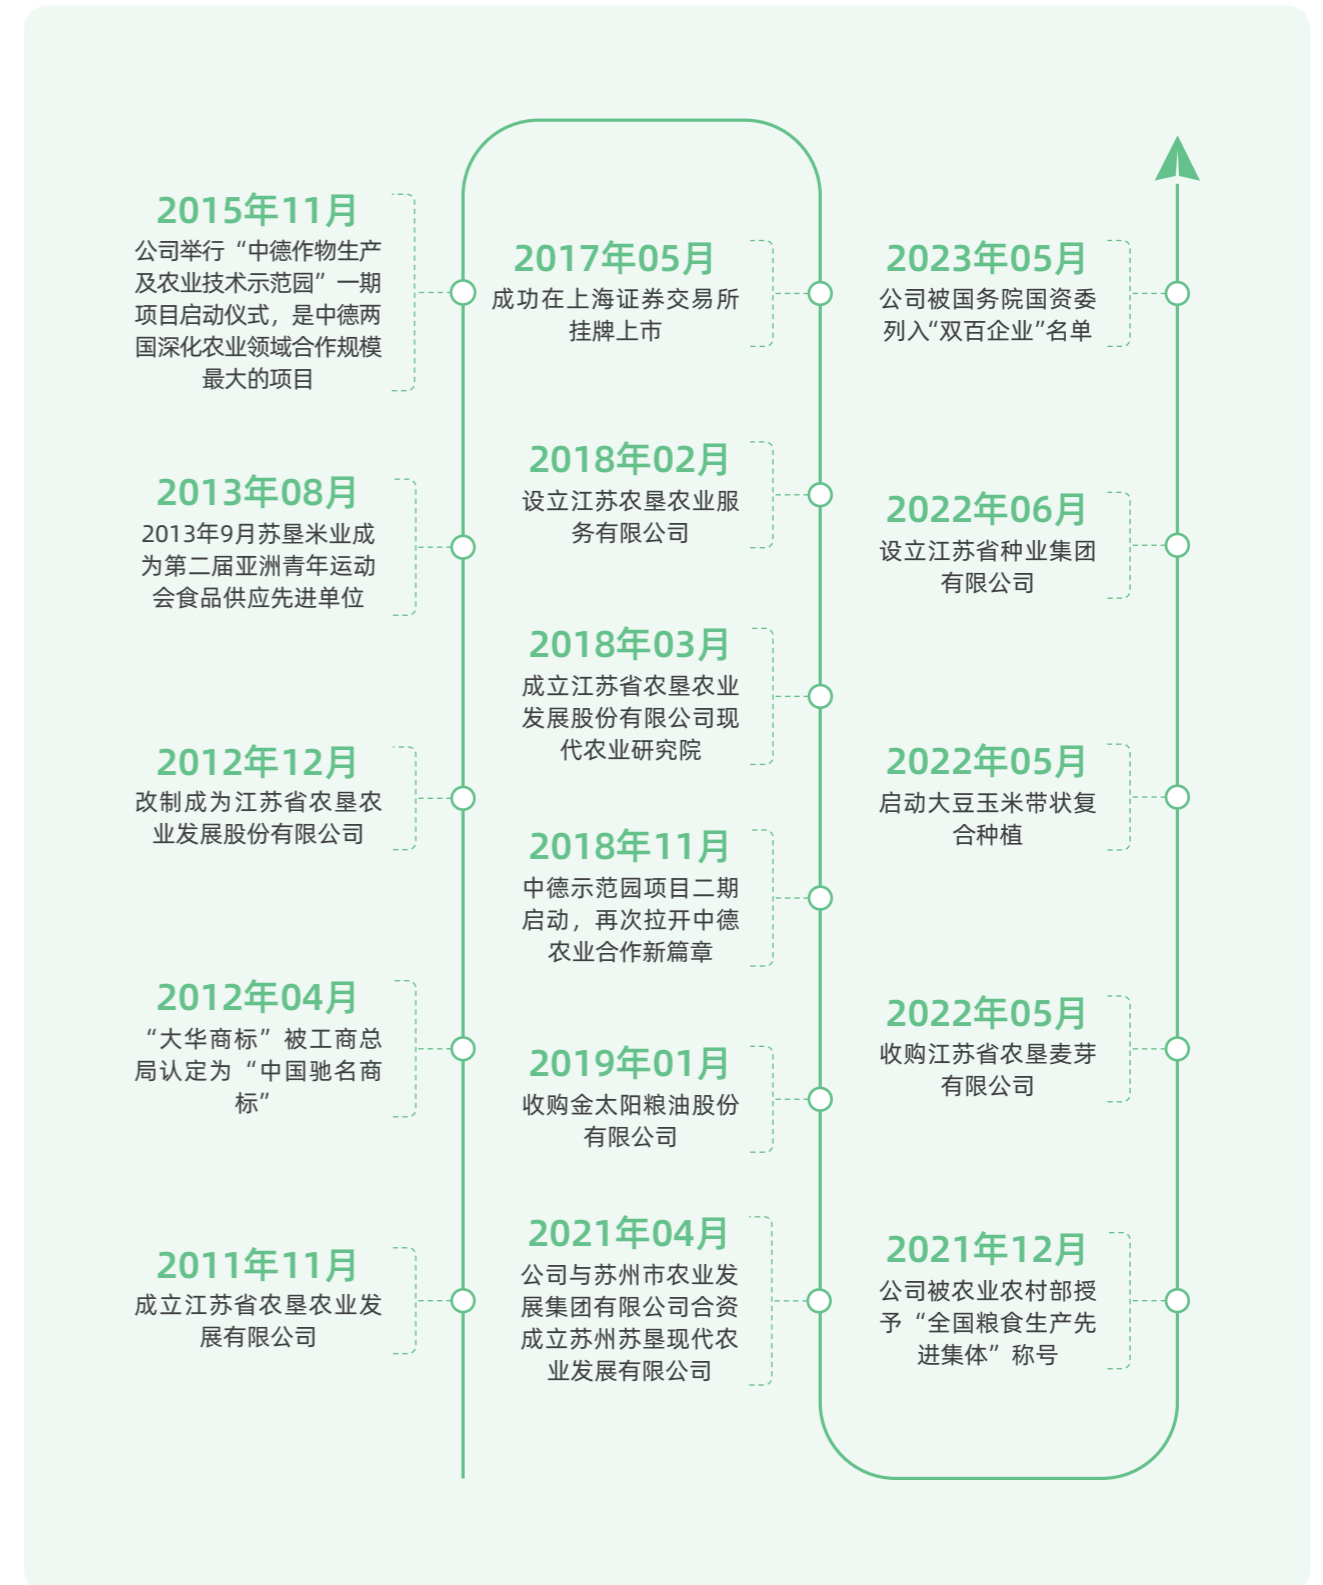 2015年11月
公司举行“中德作物生产
及农业技术示范园”一期
项目启动仪式，是中德两
国深化农业领域合作规模
最大的项目
2013年08月
2013年9月苏垦米业成
为第二届亚洲青年运动
会食品供应先进单位
2012年12月
改制成为江苏省农垦农
业发展股份有限公司
2012年04月
“大华商标”被工商总
局认定为“中国驰名商
标”
2011年11月
成立江苏省农垦农业发
展有限公司
2017年05月
成功在上海证券交易所
挂牌上市
2018年02月
设立江苏农垦农业服
务有限公司
2018年03月
成立江苏省农垦农业
发展股份有限公司现
代农业研究院
2018年11月
中德示范园项目二期
启动，再次拉开中德
农业合作新篇章
2019年01月
收购金太阳粮油股份
有限公司
2021年04月
公司与苏州市农业发
展集团有限公司合资
成立苏州苏垦现代农
业发展有限公司
2023年05月
公司被国务院国资委
列入“双百企业”名单
2022年06月
设立江苏省种业集团
有限公司
2022年05月
启动大豆玉米带状复
合种植
2022年05月
收购江苏省农垦麦芽
有限公司
2021年12月
公司被农业农村部授
予“全国粮食生产先
进集体”称号